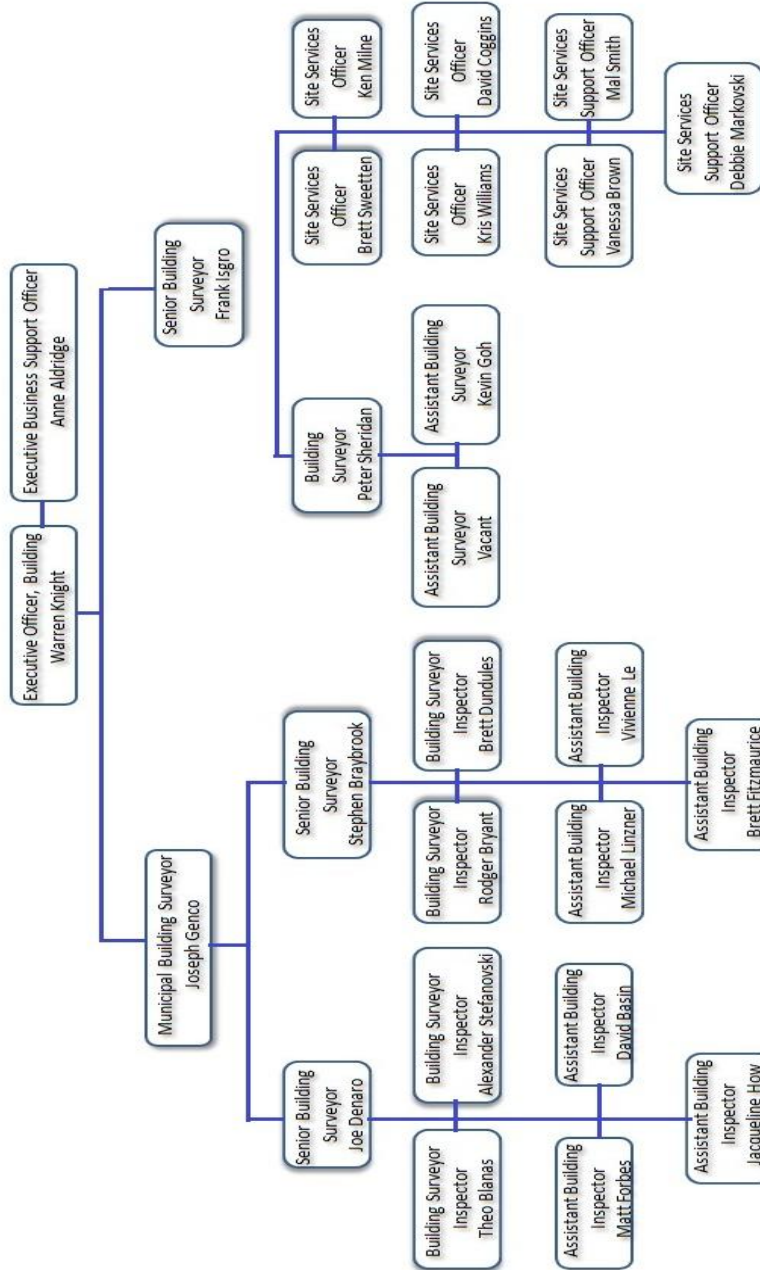 Executive Officer, Building
Warren Knight
Executive Business Support Officer
Anne Aldridge
Municipal Building Surveyor
Joseph Genco
Senior Building
Surveyor
Frank Isgro
Senior Building
Surveyor
Joe Denaro
Senior Building
Surveyor
Stephen Braybrook
Building
Surveyor
Peter Sheridan
Site Services
Officer
Brett Sweetten
Site Services
Officer
Ken Milne
Building Surveyor
Inspector
Theo Blanas
Building Surveyor
Inspector
Alexander Stefanovski
Building Surveyor
Inspector
Rodger Bryant
Building Surveyor
Inspector
Brett Dundules
Assistant Building
Surveyor
Vacant
Assistant Building
Surveyor
Kevin Goh
Site Services
Officer
Kris Williams
Site Services
Officer
David Coggins
Assistant Building
Inspector
Matt Forbes
Assistant Building
Inspector
David Basin
Assistant Building
Inspector
Michael Linzner
Assistant Building
Inspector
Vivienne Le
Site Services
Support Officer
Vanessa Brown
Site Services
Support Officer
Mal Smith
Assistant Building
Inspector
Jacqueline How
Assistant Building
Inspector
Brett Fitzmaurice
Site Services
Support Officer
Debbie Markovski